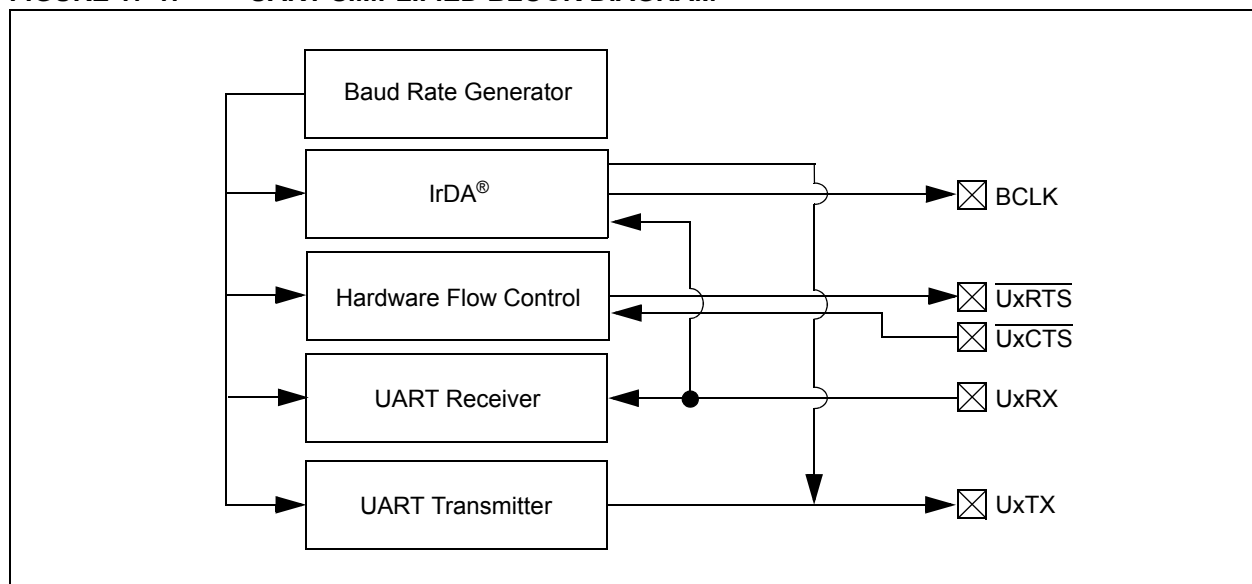 Baud Rate Generator
IrDA®
BCLK
Hardware Flow Control
UxRTS
UxCTS
UART Receiver
UxRX
UART Transmitter
UxTX